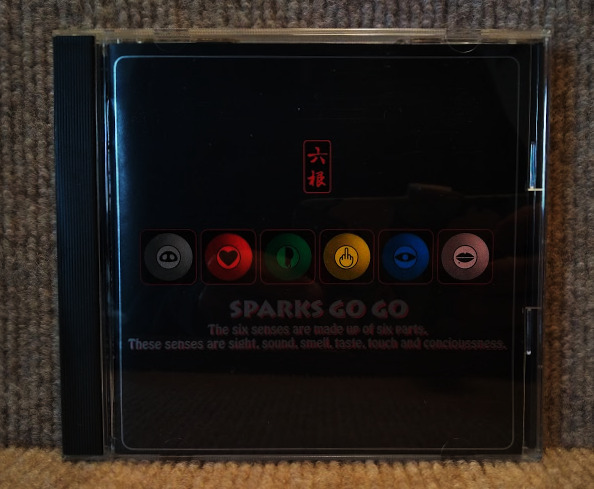 六
根
SPARKS GO GO
The six senses are made up of six parts.
These senses are sight, sound, smell, taste, touch and conciousness.